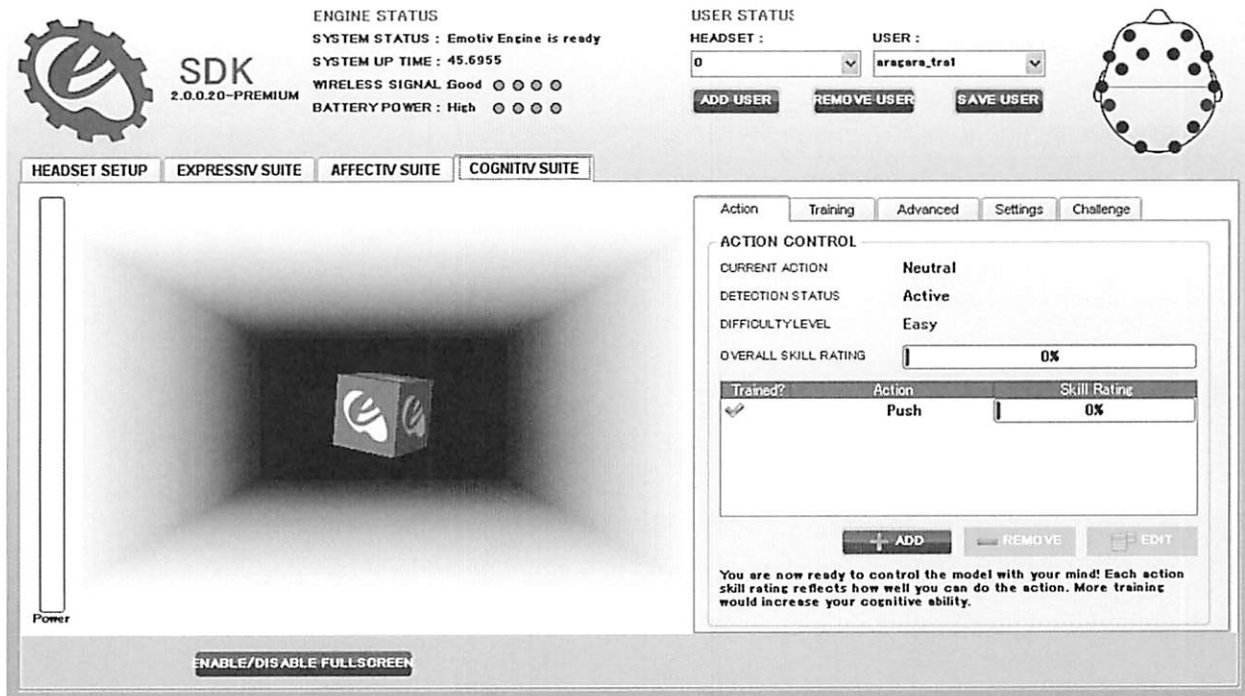 SDK
2.0.0.20-PREMIUM
ENGINE STATUS
SYSTEM STATUS : Emotiv Engine is ready
SYSTEM UP TIME : 45.6955
WIRELESS SIGNAL Good
BATTERY POWER : High
USER STATUS
HEADSET :
USER :
0
ADD USER
REMOVE USER
SAVE USER
HEADSET SETUP
EXPRESSIV SUITE
AFFECTIV SUITE
COGNITIV SUITE
Power
ENABLE/DISABLE FULLSCREEN
Action
Training
Advanced
Settings
Challenge
ACTION CONTROL
CURRENT ACTION Neutral
DETECTION STATUS Active
DIFFICULTY LEVEL Easy
OVERALL SKILL RATING 0%
Trained? Action Skill Rating
Push 0%
ADD
REMOVE
EDIT
You are now ready to control the model with your mind! Each action
skill rating reflects how well you can do the action. More training
would increase your cognitive ability.